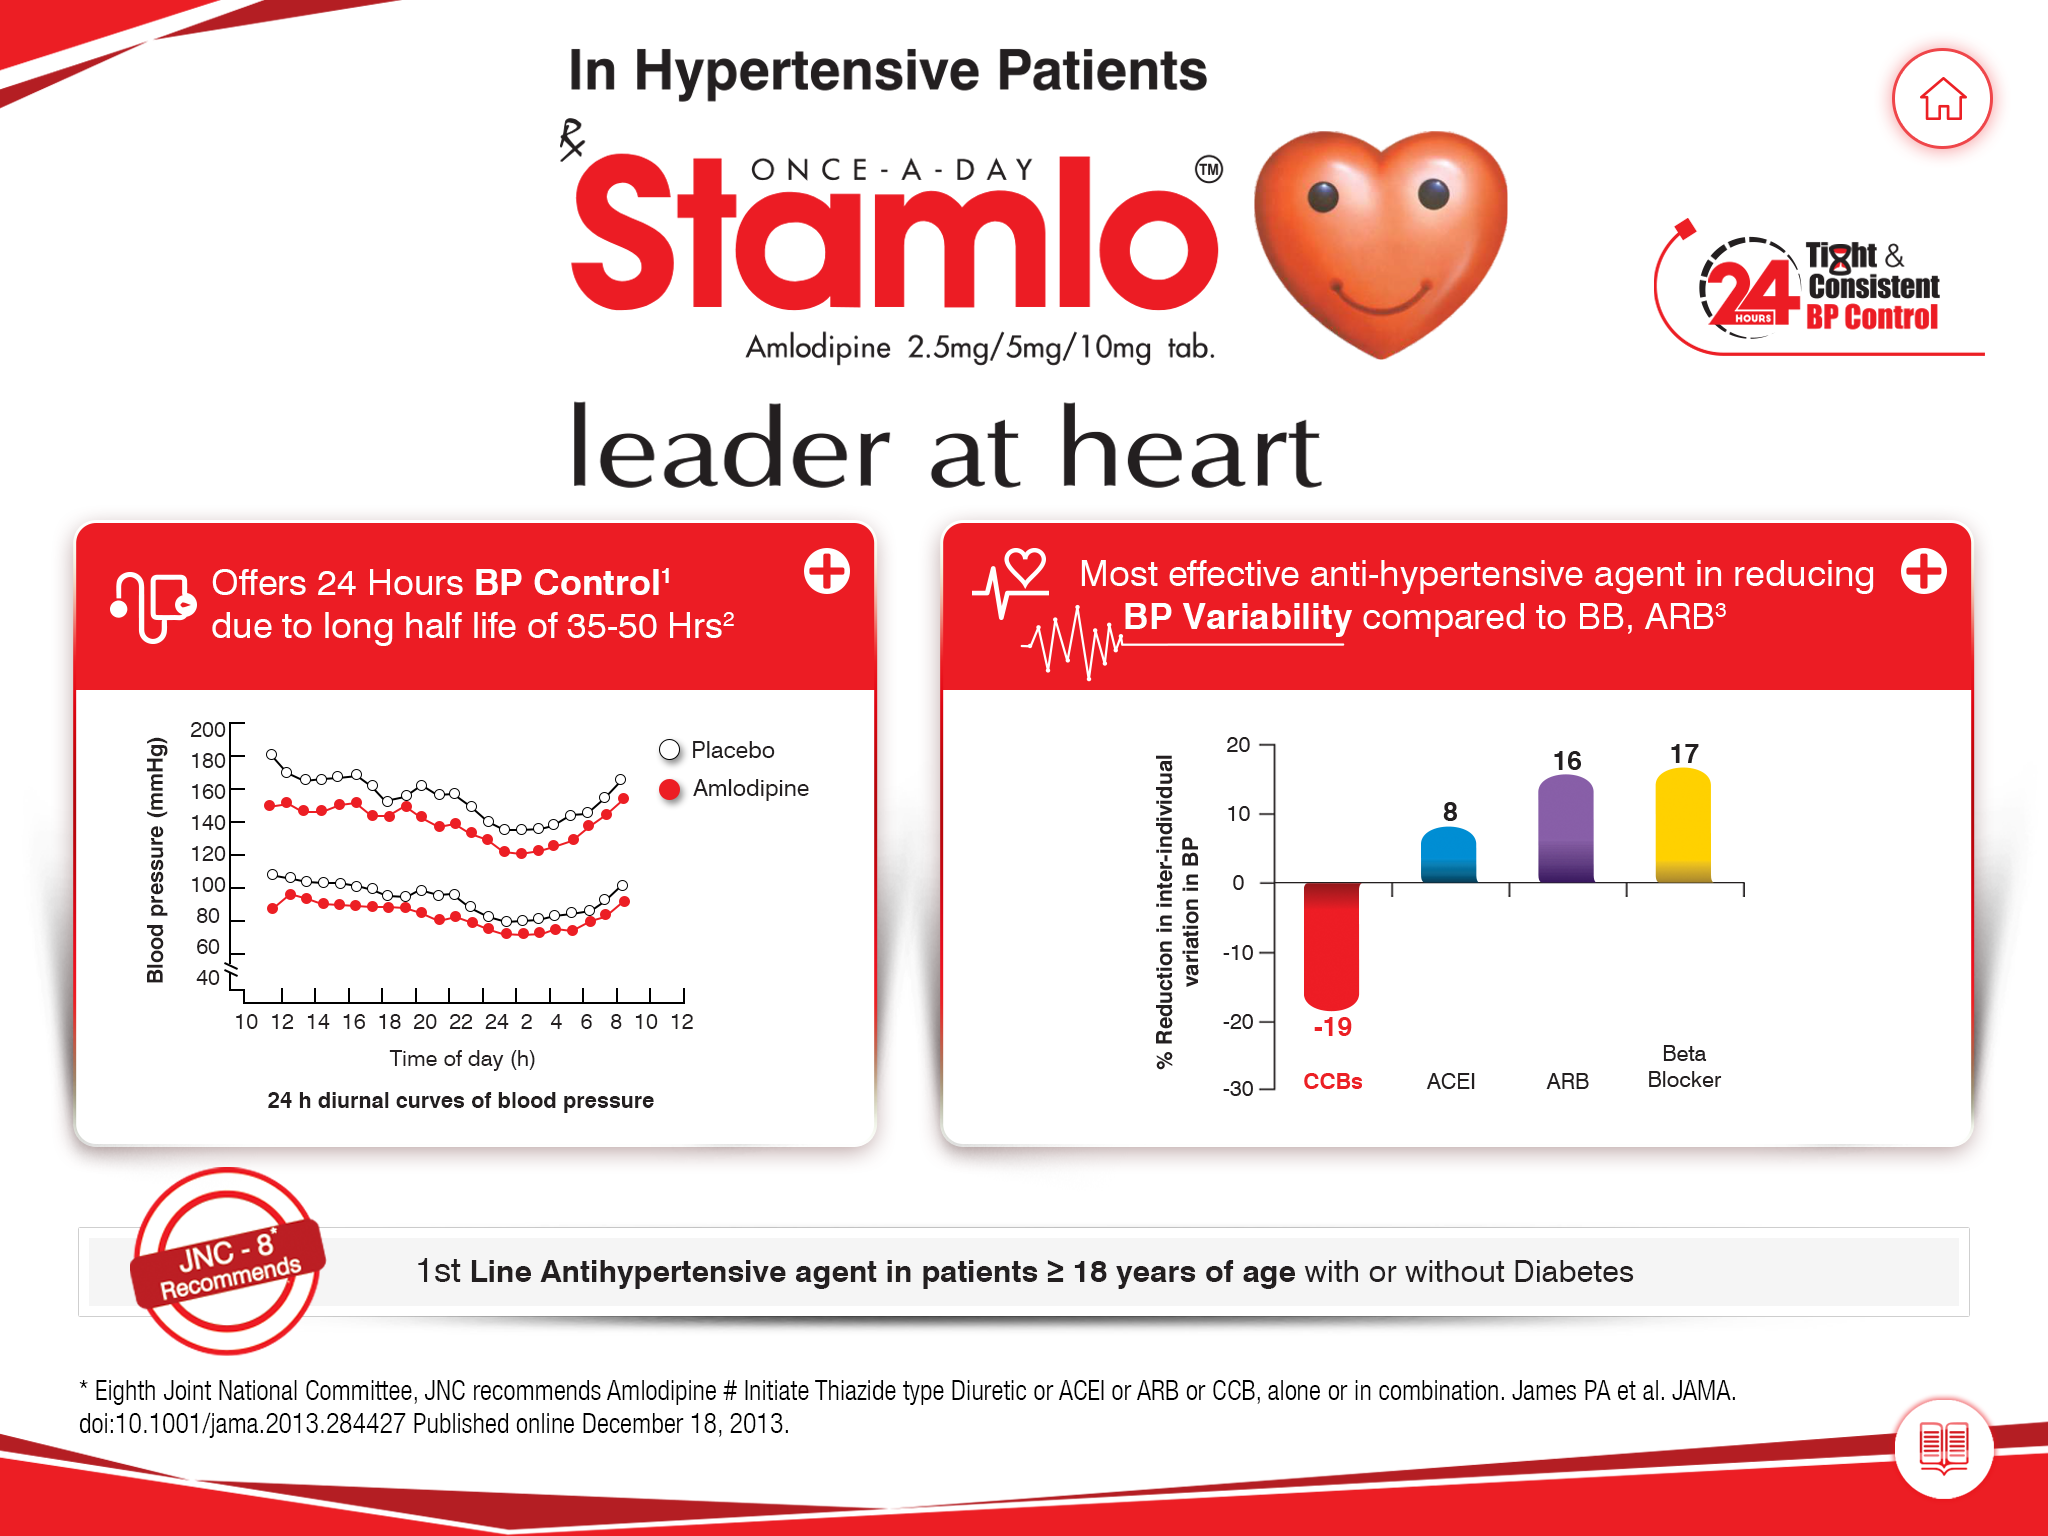 In Hypertensive Patients
℞
ONCE-A-DAY
Stamlo™
Amlodipine 2.5mg/5mg/10mg tab.
leader at heart
24 HOURS
Tight &
Consistent
BP Control
Offers 24 Hours BP Control¹
due to long half life of 35-50 Hrs²
Blood pressure (mmHg)
200
180
160
140
120
100
80
60
40
Placebo
Amlodipine
10 12 14 16 18 20 22 24 2 4 6 8 10 12
Time of day (h)
24 h diurnal curves of blood pressure
Most effective anti-hypertensive agent in reducing
BP Variability compared to BB, ARB³
% Reduction in inter-individual
variation in BP
20
10
0
-10
-20
-30
-19
8
16
17
CCBs
ACEI
ARB
Beta
Blocker
JNC - 8*
Recommends
1st Line Antihypertensive agent in patients ≥ 18 years of age with or without Diabetes
* Eighth Joint National Committee, JNC recommends Amlodipine # Initiate Thiazide type Diuretic or ACEI or ARB or CCB, alone or in combination. James PA et al. JAMA.
doi:10.1001/jama.2013.284427 Published online December 18, 2013.